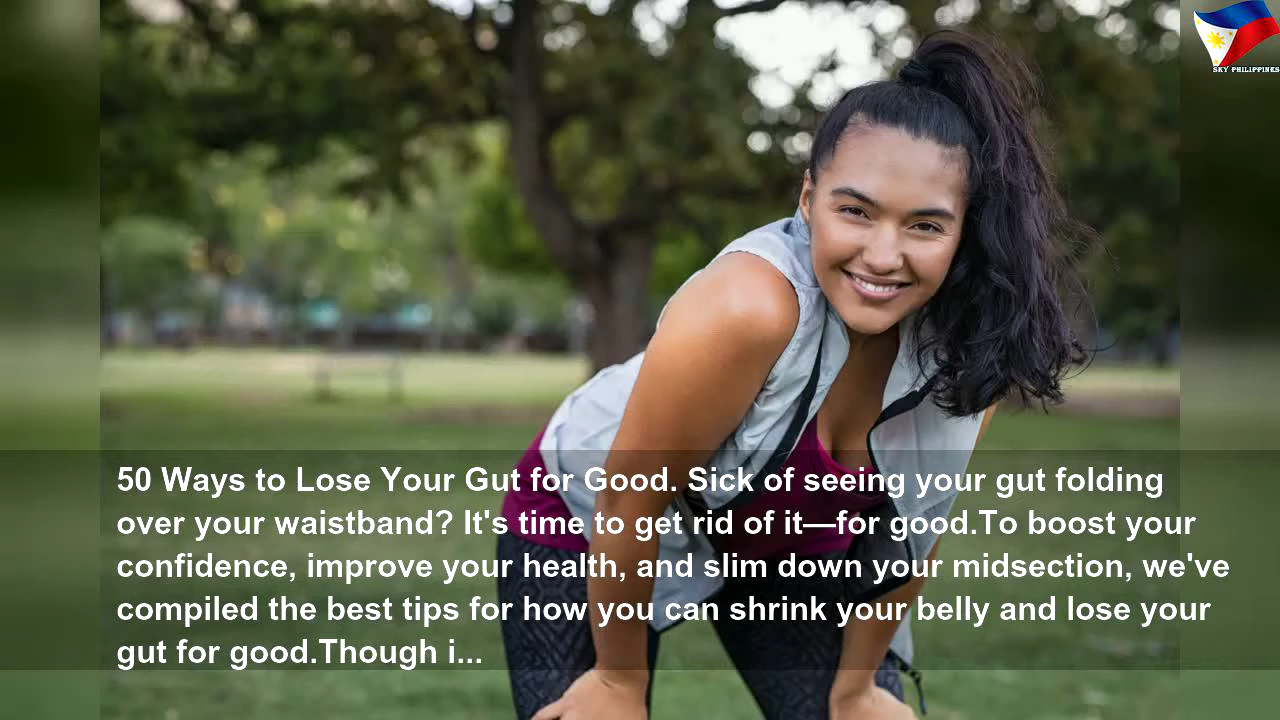 SKY PHILIPPINES
50 Ways to Lose Your Gut for Good. Sick of seeing your gut folding
over your waistband? It's time to get rid of it—for good.To boost your
confidence, improve your health, and slim down your midsection, we've
compiled the best tips for how you can shrink your belly and lose your
gut for good.Though i...